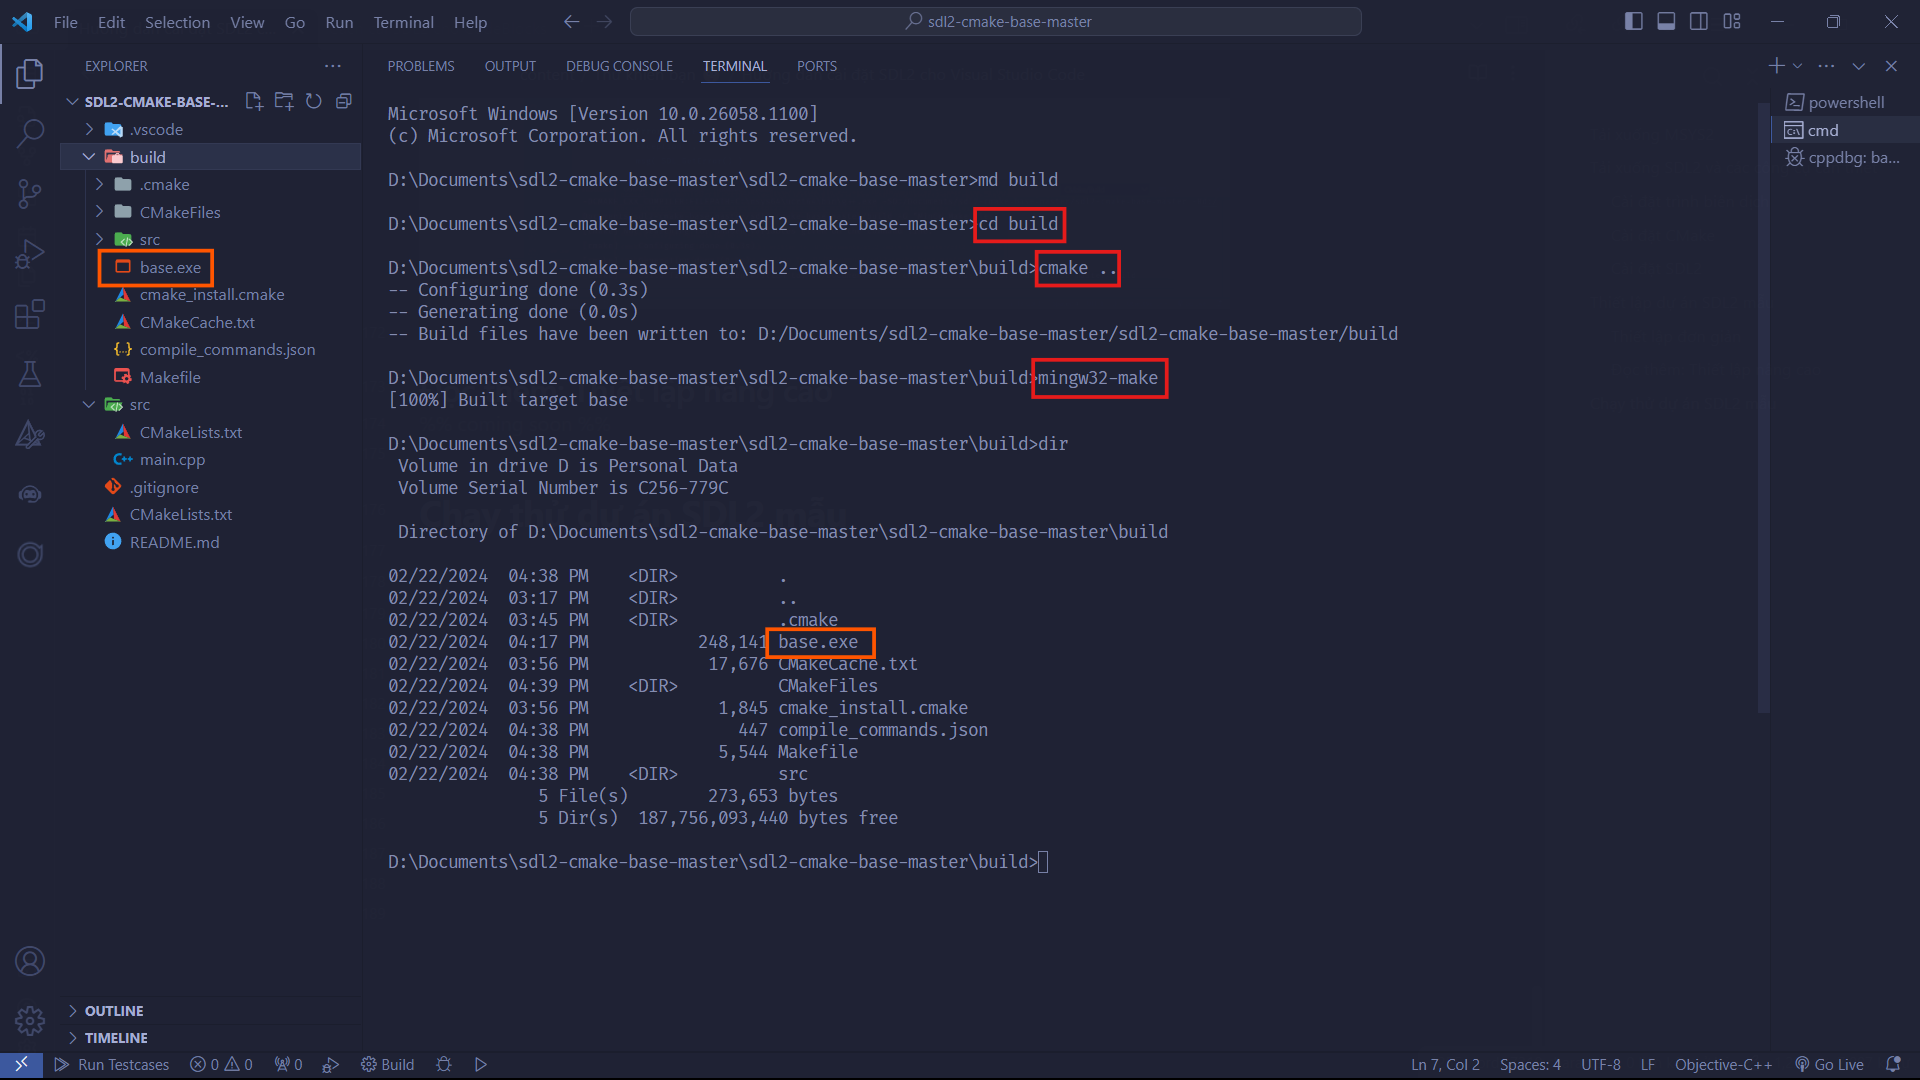 File Edit Selection View Go Run Terminal Help
sdl2-cmake-base-master
EXPLORER
SDL2-CMAKE-BASE-...
.vscode
build
.cmake
CMakeFiles
src
base.exe
cmake_install.cmake
CMakeCache.txt
compile_commands.json
Makefile
src
CMakeLists.txt
main.cpp
.gitignore
CMakeLists.txt
README.md
OUTLINE
TIMELINE
PROBLEMS OUTPUT DEBUG CONSOLE TERMINAL PORTS
Microsoft Windows [Version 10.0.26058.1100]
(c) Microsoft Corporation. All rights reserved.
D:\Documents\sdl2-cmake-base-master\sdl2-cmake-base-master>md build
D:\Documents\sdl2-cmake-base-master\sdl2-cmake-base-master>cd build
D:\Documents\sdl2-cmake-base-master\sdl2-cmake-base-master\build>cmake ..
-- Configuring done (0.3s)
-- Generating done (0.0s)
-- Build files have been written to: D:/Documents/sdl2-cmake-base-master/sdl2-cmake-base-master/build
D:\Documents\sdl2-cmake-base-master\sdl2-cmake-base-master\build>mingw32-make
[100%] Built target base
D:\Documents\sdl2-cmake-base-master\sdl2-cmake-base-master\build>dir
Volume in drive D is Personal Data
Volume Serial Number is C256-779C
Directory of D:\Documents\sdl2-cmake-base-master\sdl2-cmake-base-master\build
02/22/2024 04:38 PM <DIR> .
02/22/2024 03:17 PM <DIR> ..
02/22/2024 03:45 PM <DIR> .cmake
02/22/2024 04:17 PM 248,141 base.exe
02/22/2024 03:56 PM 17,676 CMakeCache.txt
02/22/2024 04:39 PM <DIR> CMakeFiles
02/22/2024 03:56 PM 1,845 cmake_install.cmake
02/22/2024 04:38 PM 447 compile_commands.json
02/22/2024 04:38 PM 5,544 Makefile
02/22/2024 04:38 PM <DIR> src
5 File(s) 273,653 bytes
5 Dir(s) 187,756,093,440 bytes free
D:\Documents\sdl2-cmake-base-master\sdl2-cmake-base-master\build>
powershell
cmd
cppdbg: ba...
Run Testcases 0 0 0 Build
Ln 7, Col 2 Spaces: 4 UTF-8 LF Objective-C++ Go Live